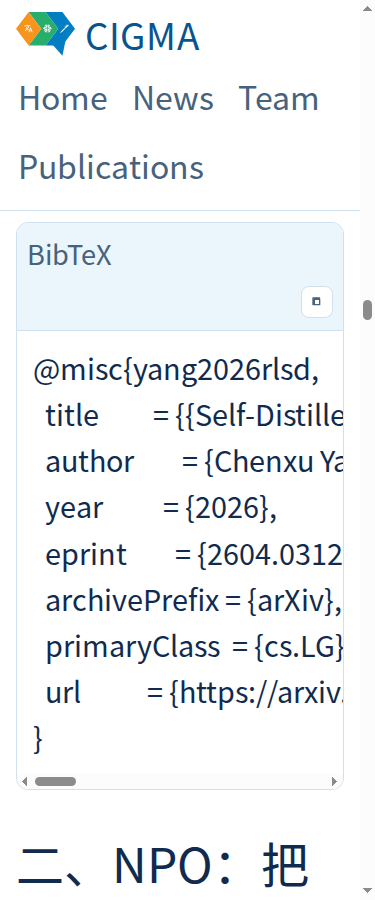 CIGMA
Home News Team
Publications
BibTeX
@misc{yang2026rlsd,
title = {{Self-Distille
author = {Chenxu Ya
year = {2026},
eprint = {2604.0312
archivePrefix = {arXiv},
primaryClass = {cs.LG}
url = {https://arxiv.
}
二、NPO：把